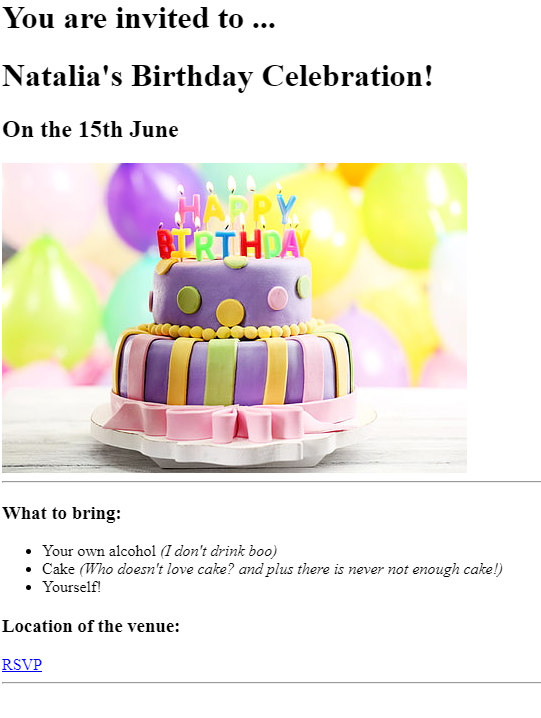 You are invited to ...
Natalia's Birthday Celebration!
On the 15th June
HAPPY
BIRTHDAY
What to bring:
Your own alcohol (I don't drink boo)
Cake (Who doesn't love cake? and plus there is never not enough cake!)
Yourself!
Location of the venue:
RSVP